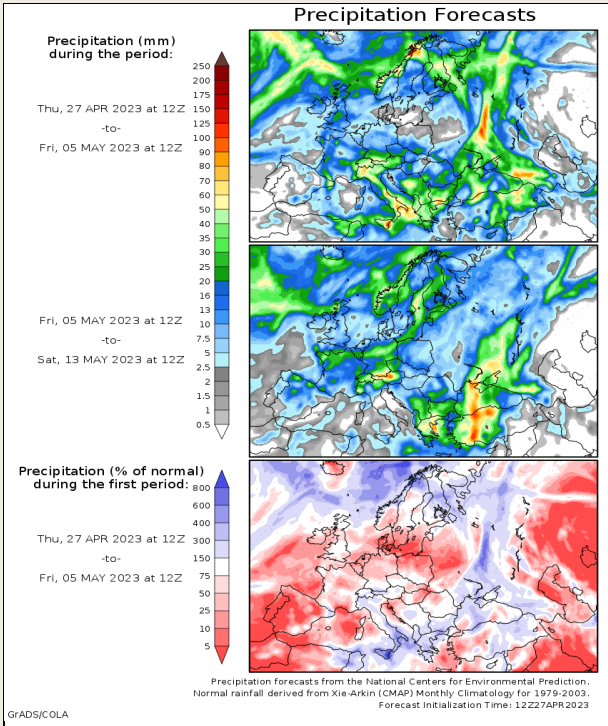 Precipitation Forecasts
Precipitation (mm)
during the period:
Thu, 27 APR 2023 at 12Z
-to-
Fri, 05 MAY 2023 at 12Z
250
200
175
150
125
100
90
80
70
60
50
40
35
30
25
20
16
13
10
7.5
5
2.5
2
1.5
1
0.5
Fri, 05 MAY 2023 at 12Z
-to-
Sat, 13 MAY 2023 at 12Z
Precipitation (% of normal)
during the first period:
Thu, 27 APR 2023 at 12Z
-to-
Fri, 05 MAY 2023 at 12Z
800
600
400
300
150
75
50
25
10
5
Precipitation forecasts from the National Centers for Environmental Prediction.
Normal rainfall derived from Xie-Arkin (CMAP) Monthly Climatology for 1979-2003.
Forecast Initialization Time: 12Z27APR2023
GrADS/COLA